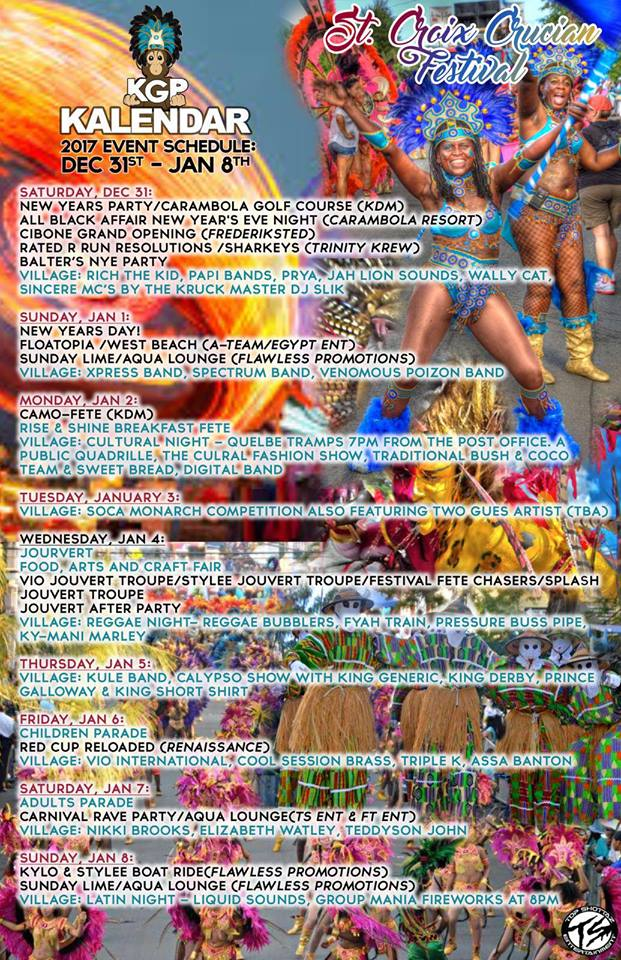 St. Croix Crucian
Festival
KGP
KALENDAR
2017 EVENT SCHEDULE:
DEC 31ST - JAN 8TH
SATURDAY, DEC 31:
NEW YEARS PARTY/CARAMBOLA GOLF COURSE (KDM)
ALL BLACK AFFAIR NEW YEAR'S EVE NIGHT (CARAMBOLA RESORT)
CIBONE GRAND OPENING (FREDERIKSTED)
RATED R RUN RESOLUTIONS /SHARKEYS (TRINITY KREW)
BALTER'S NYE PARTY
VILLAGE: RICH THE KID, PAPI BANDS, PRYA, JAH LION SOUNDS, WALLY CAT,
SINCERE MC'S BY THE KRUCK MASTER DJ SLIK
SUNDAY, JAN 1:
NEW YEARS DAY!
FLOATOPIA /WEST BEACH (A-TEAM/EGYPT ENT)
SUNDAY LIME/AQUA LOUNGE (FLAWLESS PROMOTIONS)
VILLAGE: XPRESS BAND, SPECTRUM BAND, VENOMOUS POIZON BAND
MONDAY, JAN 2:
CAMO-FETE (KDM)
RISE & SHINE BREAKFAST FETE
VILLAGE: CULTURAL NIGHT - QUELBE TRAMPS 7PM FROM THE POST OFFICE. A
PUBLIC QUADRILLE, THE CULRAL FASHION SHOW, TRADITIONAL BUSH & COCO
TEAM & SWEET BREAD, DIGITAL BAND
TUESDAY, JANUARY 3:
VILLAGE: SOCA MONARCH COMPETITION ALSO FEATURING TWO GUES ARTIST (TBA)
WEDNESDAY, JAN 4:
JOURVERT
FOOD, ARTS AND CRAFT FAIR
VIO JOUVERT TROUPE/STYLEE JOUVERT TROUPE/FESTIVAL FETE CHASERS/SPLASH
JOUVERT TROUPE
JOUVERT AFTER PARTY
VILLAGE: REGGAE NIGHT- REGGAE BUBBLERS, FYAH TRAIN, PRESSURE BUSS PIPE,
KY-MANI MARLEY
THURSDAY, JAN 5:
VILLAGE: KULE BAND, CALYPSO SHOW WITH KING GENERIC, KING DERBY, PRINCE
GALLOWAY & KING SHORT SHIRT
FRIDAY, JAN 6:
CHILDREN PARADE
RED CUP RELOADED (RENAISSANCE)
VILLAGE: VIO INTERNATIONAL, COOL SESSION BRASS, TRIPLE K, ASSA BANTON
SATURDAY, JAN 7:
ADULTS PARADE
CARNIVAL RAVE PARTY/AQUA LOUNGE(TS ENT & FT ENT)
VILLAGE: NIKKI BROOKS, ELIZABETH WATLEY, TEDDYSON JOHN
SUNDAY, JAN 8:
KYLO & STYLEE BOAT RIDE(FLAWLESS PROMOTIONS)
SUNDAY LIME/AQUA LOUNGE (FLAWLESS PROMOTIONS)
VILLAGE: LATIN NIGHT - LIQUID SOUNDS, GROUP MANIA FIREWORKS AT 8PM
TOP SHOTTAZ
TS
ENTERTAINMENT